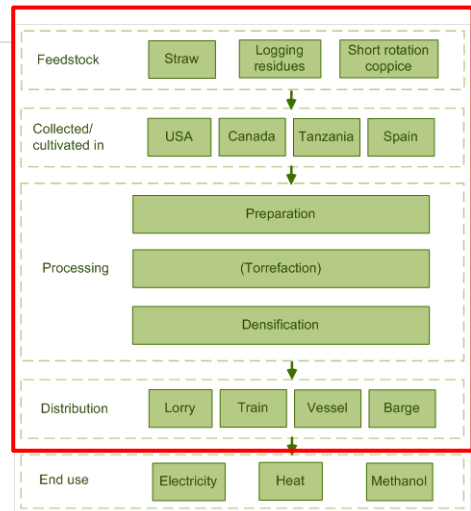 Feedstock
Straw
Logging
residues
Short rotation
coppice
Collected/
cultivated in
USA
Canada
Tanzania
Spain
Processing
Preparation
(Torrefaction)
Densification
Distribution
Lorry
Train
Vessel
Barge
End use
Electricity
Heat
Methanol